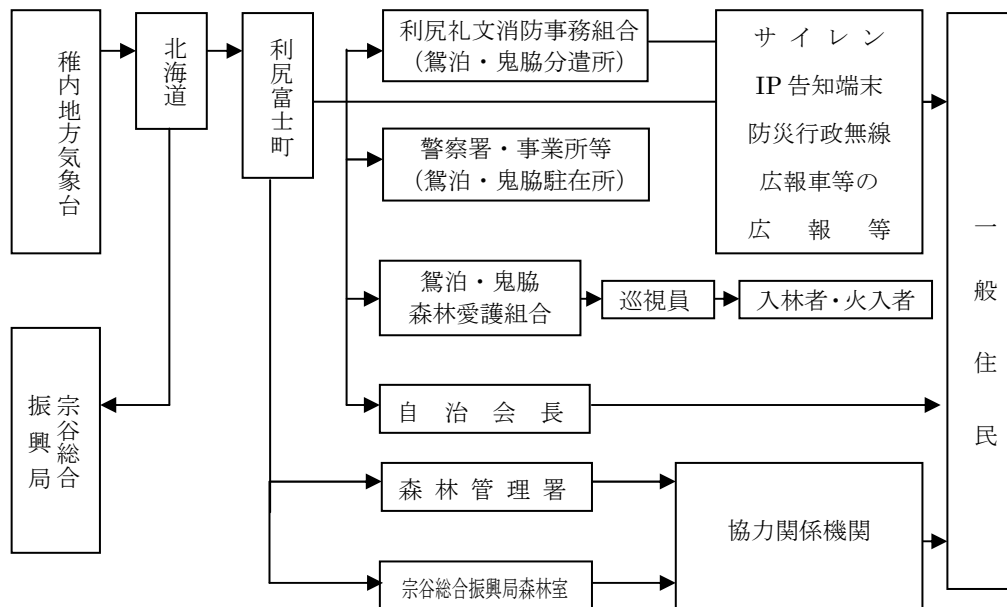 稚内地方気象台
北海道
利尻富士町
利尻礼文消防事務組合
（鴛泊・鬼脇分遣所）
サイレン
IP 告知端末
防災行政無線
広報車等の
広報等
警察署・事業所等
（鴛泊・鬼脇駐在所）
鴛泊・鬼脇
森林愛護組合
巡視員
入林者・火入者
一般住民
宗谷総合
振興局
自治会長
森林管理署
協力関係機関
宗谷総合振興局森林室